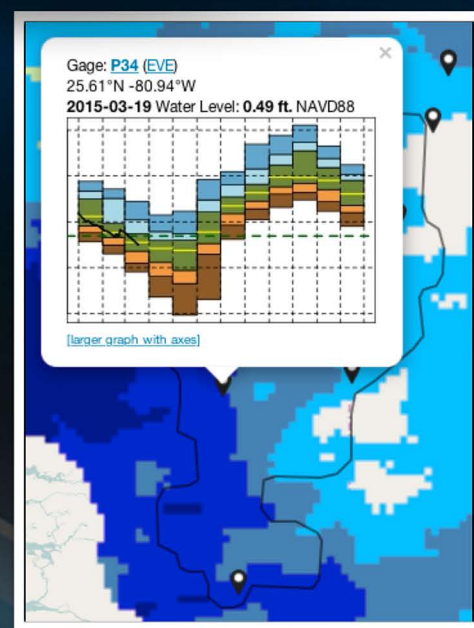 ×
Gage: P34 (EVE)
25.61°N -80.94°W
2015-03-19 Water Level: 0.49 ft. NAVD88
[larger graph with axes]